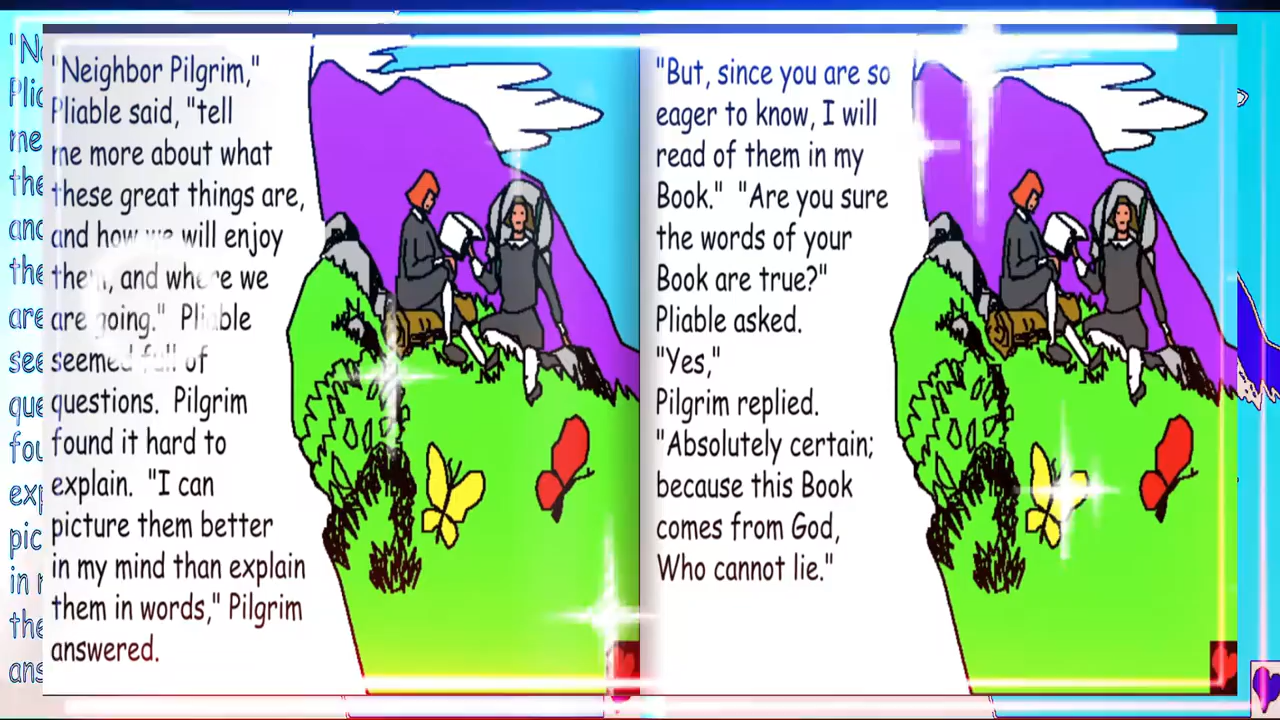 "Neighbor Pilgrim,"
Pliable said, "tell
me more about what
these great things are,
and how we will enjoy
them, and where we
are going." Pliable
seemed full of
questions. Pilgrim
found it hard to
explain. "I can
picture them better
in my mind than explain
them in words," Pilgrim
answered.
"But, since you are so
eager to know, I will
read of them in my
Book." "Are you sure
the words of your
Book are true?"
Pliable asked.
"Yes,"
Pilgrim replied.
"Absolutely certain;
because this Book
comes from God,
Who cannot lie."